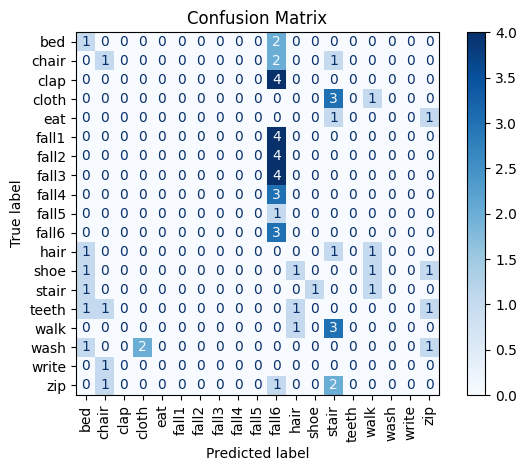 Confusion Matrix
True label
bed 1 0 0 0 0 0 0 0 0 0 2 0 0 0 0 0 0 0 0
chair 0 1 0 0 0 0 0 0 0 0 2 0 0 1 0 0 0 0 0
clap 0 0 0 0 0 0 0 0 0 0 4 0 0 0 0 0 0 0 0
cloth 0 0 0 0 0 0 0 0 0 0 0 0 0 3 0 1 0 0 0
eat 0 0 0 0 0 0 0 0 0 0 0 0 0 1 0 0 0 0 1
fall1 0 0 0 0 0 0 0 0 0 0 4 0 0 0 0 0 0 0 0
fall2 0 0 0 0 0 0 0 0 0 0 4 0 0 0 0 0 0 0 0
fall3 0 0 0 0 0 0 0 0 0 0 4 0 0 0 0 0 0 0 0
fall4 0 0 0 0 0 0 0 0 0 0 3 0 0 0 0 0 0 0 0
fall5 0 0 0 0 0 0 0 0 0 0 1 0 0 0 0 0 0 0 0
fall6 0 0 0 0 0 0 0 0 0 0 3 0 0 0 0 0 0 0 0
hair 1 0 0 0 0 0 0 0 0 0 0 0 0 1 0 1 0 0 0
shoe 1 0 0 0 0 0 0 0 0 0 0 1 0 0 0 1 0 0 1
stair 1 0 0 0 0 0 0 0 0 0 0 0 1 0 0 1 0 0 0
teeth 1 1 0 0 0 0 0 0 0 0 0 1 0 0 0 0 0 0 1
walk 0 0 0 0 0 0 0 0 0 0 0 1 0 3 0 0 0 0 0
wash 1 0 0 2 0 0 0 0 0 0 0 0 0 0 0 0 0 0 1
write 0 1 0 0 0 0 0 0 0 0 0 0 0 0 0 0 0 0 0
zip 0 1 0 0 0 0 0 0 0 0 1 0 0 2 0 0 0 0 0
bed chair clap cloth eat fall1 fall2 fall3 fall4 fall5 fall6 hair shoe stair teeth walk wash write zip
Predicted label
4.0
3.5
3.0
2.5
2.0
1.5
1.0
0.5
0.0